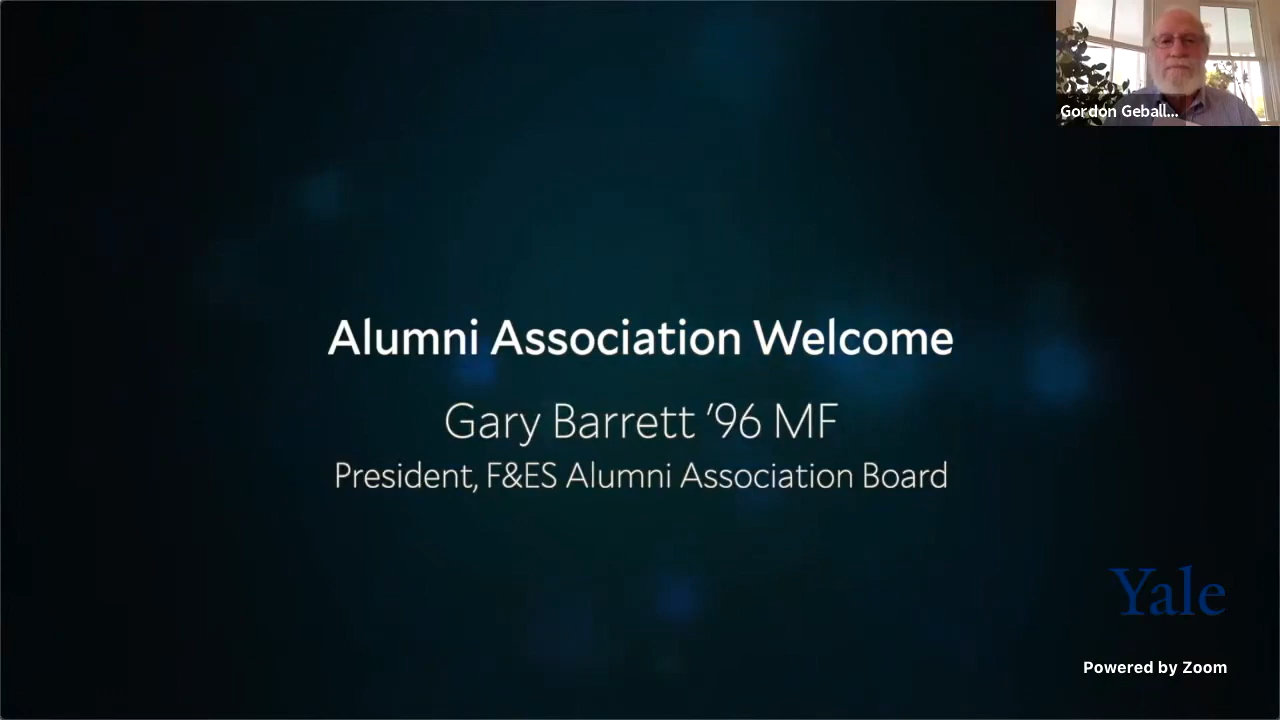 Gordon Geball...
Alumni Association Welcome
Gary Barrett ’96 MF
President, F&ES Alumni Association Board
Yale
Powered by Zoom